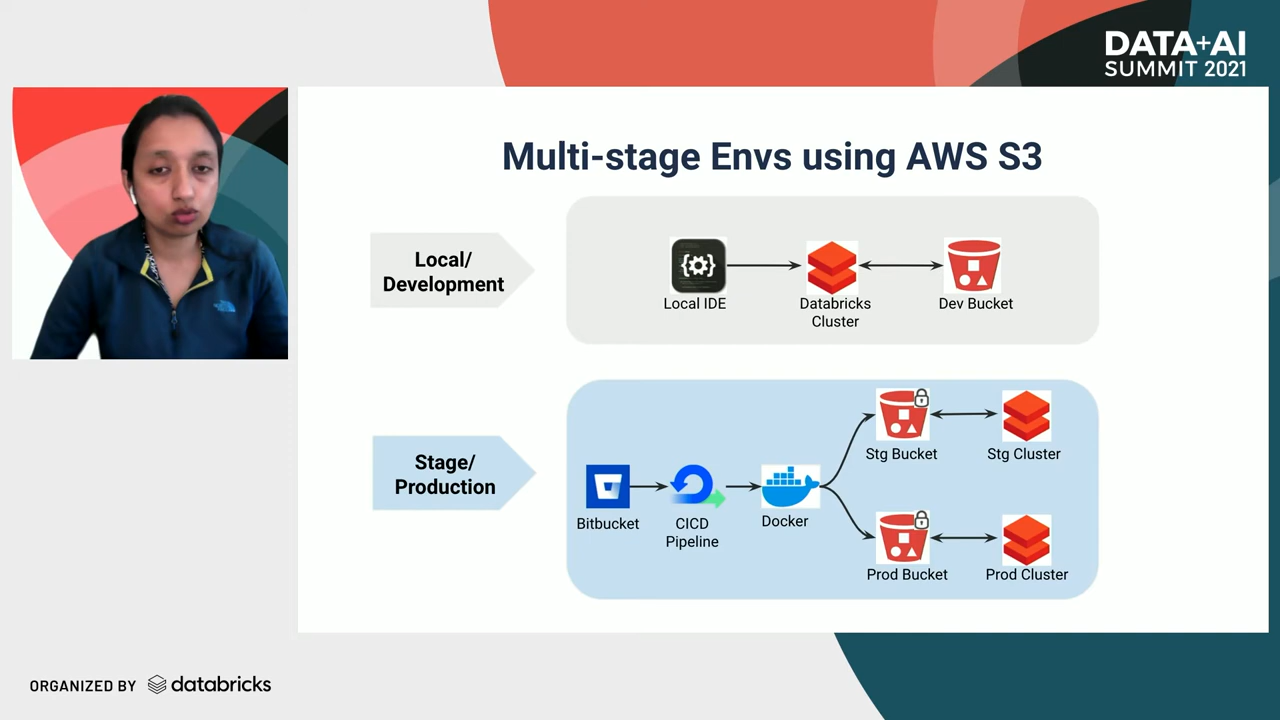 DATA+AI
SUMMIT 2021
Multi-stage Envs using AWS S3
Local/
Development
Local IDE
Databricks
Cluster
Dev Bucket
Stage/
Production
Bitbucket
CICD
Pipeline
Docker
Stg Bucket
Stg Cluster
Prod Bucket
Prod Cluster
ORGANIZED BY databricks